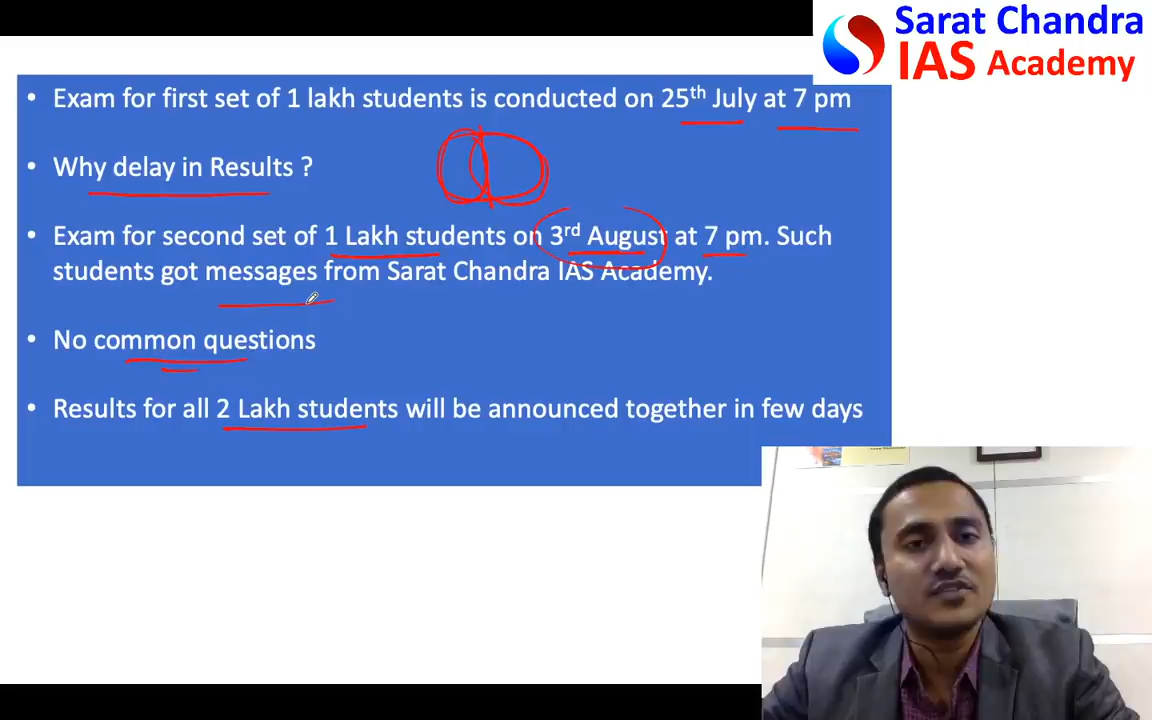 Sarat Chandra
IAS Academy
• Exam for first set of 1 lakh students is conducted on 25th July at 7 pm
• Why delay in Results ?
• Exam for second set of 1 Lakh students on 3rd August at 7 pm. Such
students got messages from Sarat Chandra IAS Academy.
• No common questions
• Results for all 2 Lakh students will be announced together in few days